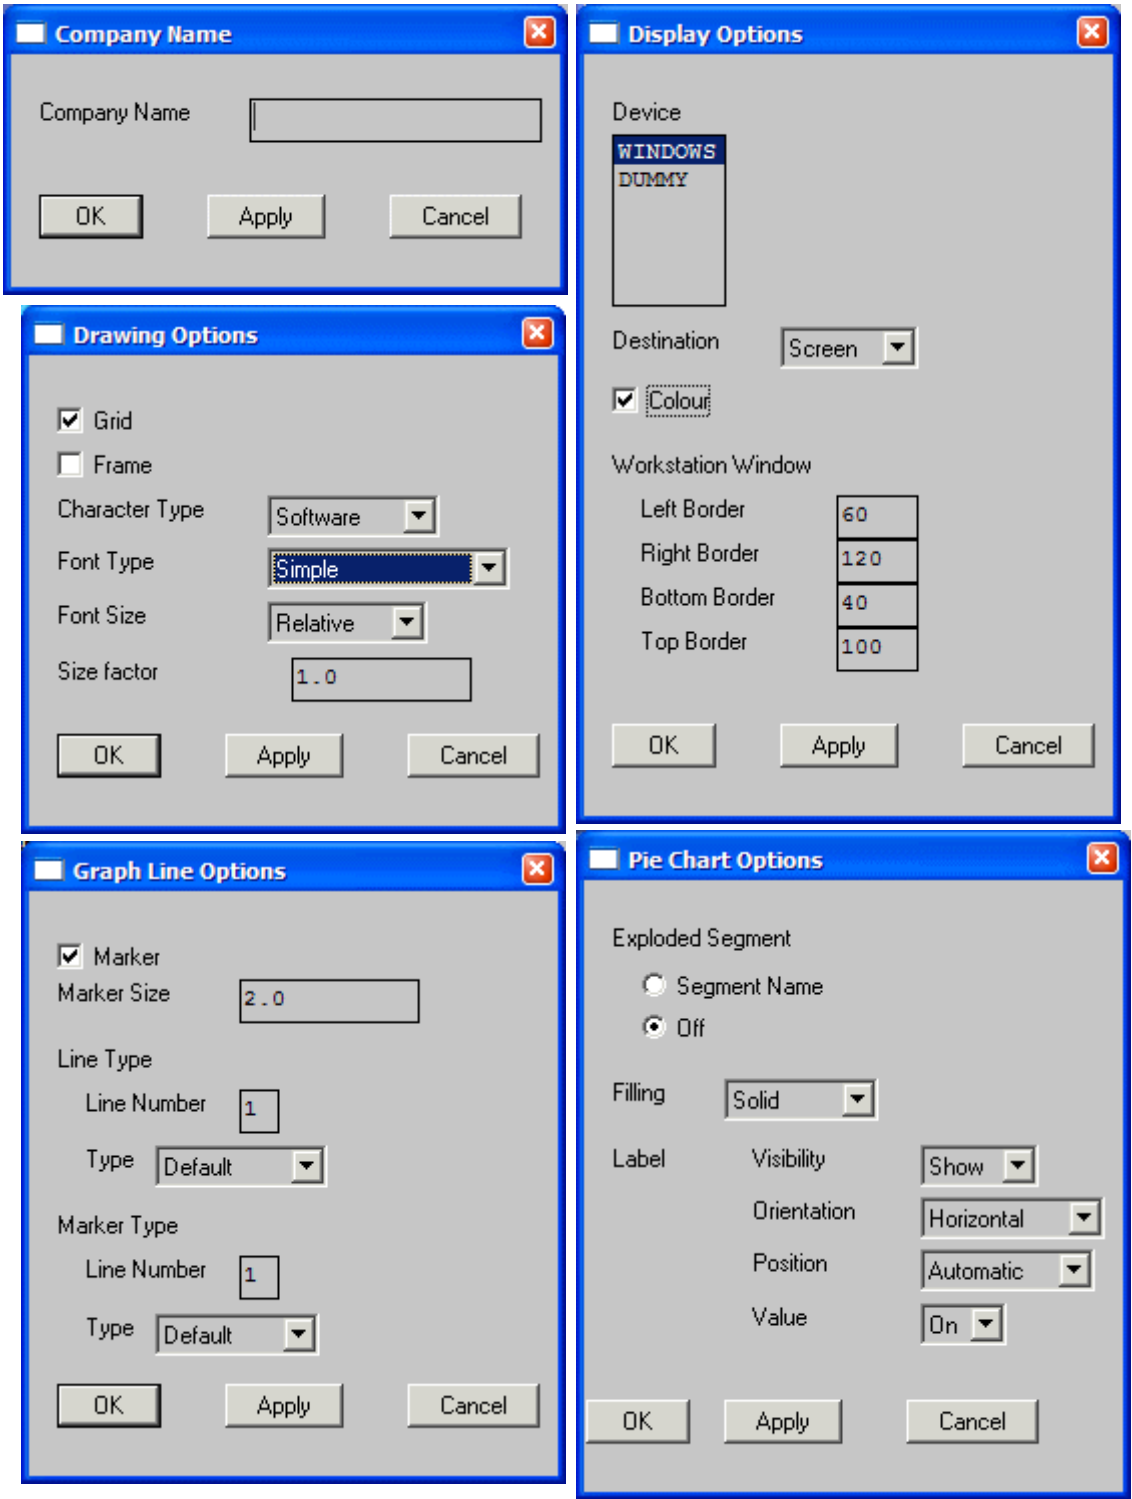 Company Name
Company Name
OK Apply Cancel
Display Options
Device
WINDOWS
DUMMY
Destination Screen
Colour
Workstation Window
Left Border 60
Right Border 120
Bottom Border 40
Top Border 100
OK Apply Cancel
Drawing Options
Grid
Frame
Character Type Software
Font Type Simple
Font Size Relative
Size factor 1.0
OK Apply Cancel
Graph Line Options
Marker
Marker Size 2.0
Line Type
Line Number 1
Type Default
Marker Type
Line Number 1
Type Default
OK Apply Cancel
Pie Chart Options
Exploded Segment
Segment Name
Off
Filling Solid
Label Visibility Show
Orientation Horizontal
Position Automatic
Value On
OK Apply Cancel